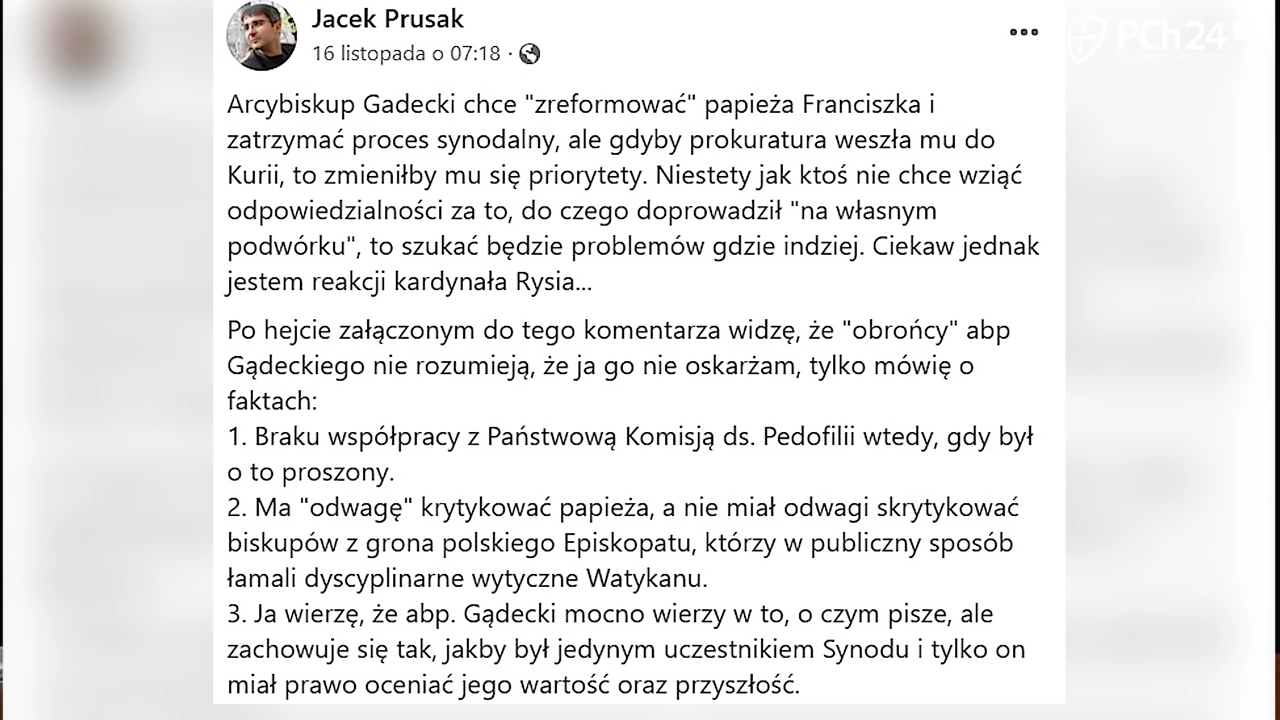 Jacek Prusak
16 listopada o 07:18 ·
PCh24
Arcybiskup Gadecki chce "zreformować" papieża Franciszka i
zatrzymać proces synodalny, ale gdyby prokuratura weszła mu do
Kurii, to zmieniłby mu się priorytety. Niestety jak ktoś nie chce wziąć
odpowiedzialności za to, do czego doprowadził "na własnym
podwórku", to szukać będzie problemów gdzie indziej. Ciekaw jednak
jestem reakcji kardynała Rysia...
Po hejcie załączonym do tego komentarza widzę, że "obrońcy" abp
Gądeckiego nie rozumieją, że ja go nie oskarżam, tylko mówię o
faktach:
1. Braku współpracy z Państwową Komisją ds. Pedofilii wtedy, gdy był
o to proszony.
2. Ma "odwagę" krytykować papieża, a nie miał odwagi skrytykować
biskupów z grona polskiego Episkopatu, którzy w publiczny sposób
łamali dyscyplinarne wytyczne Watykanu.
3. Ja wierzę, że abp. Gądecki mocno wierzy w to, o czym pisze, ale
zachowuje się tak, jakby był jedynym uczestnikiem Synodu i tylko on
miał prawo oceniać jego wartość oraz przyszłość.